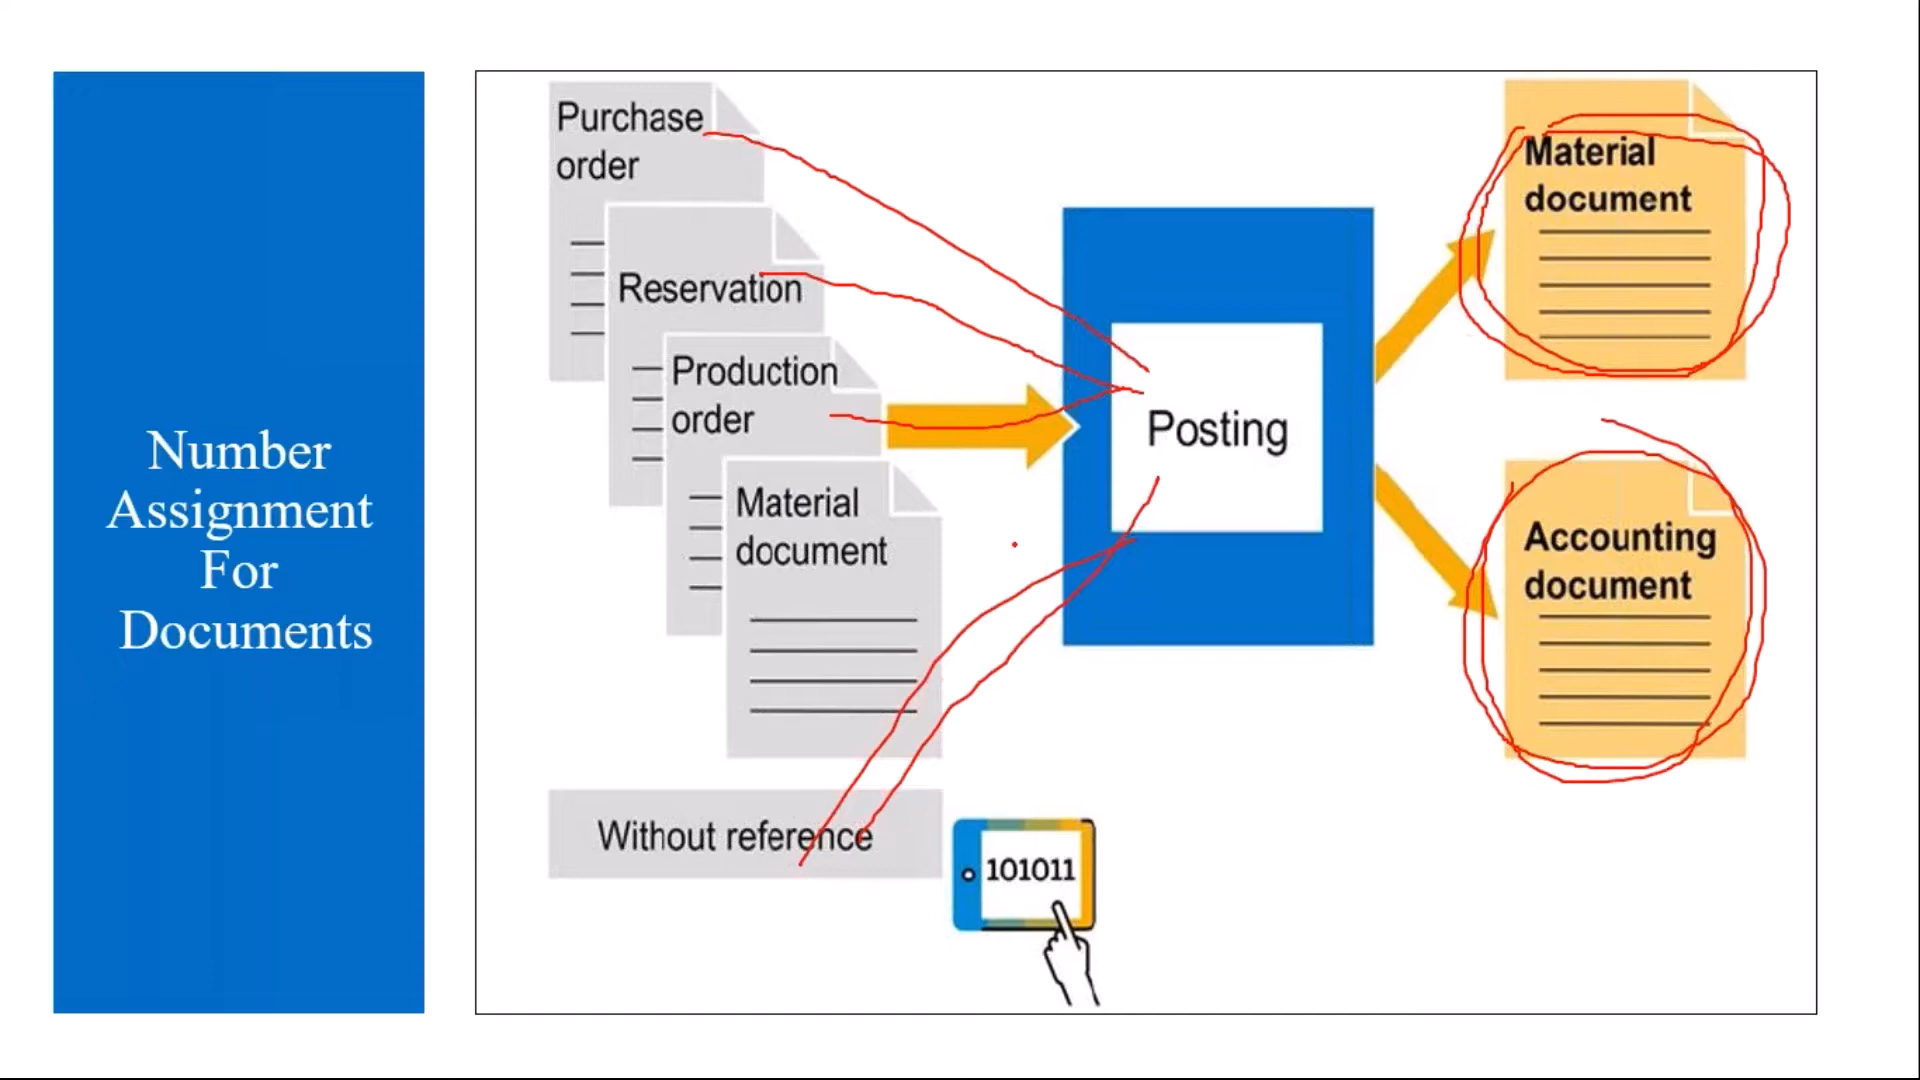 Number
Assignment
For
Documents
Purchase
order
Reservation
Production
order
Material
document
Without reference
101011
Posting
Material
document
Accounting
document